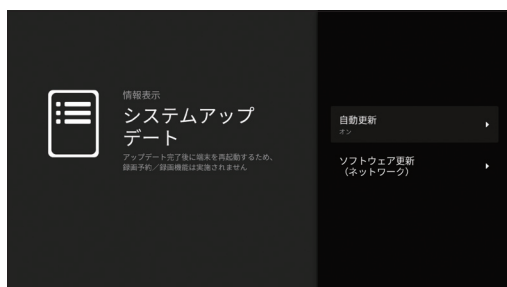 情報表示
システムアップ
デート
アップデート完了後に端末を再起動するため、
録画予約／録画機能は実施されません
自動更新
オン
ソフトウェア更新
（ネットワーク）